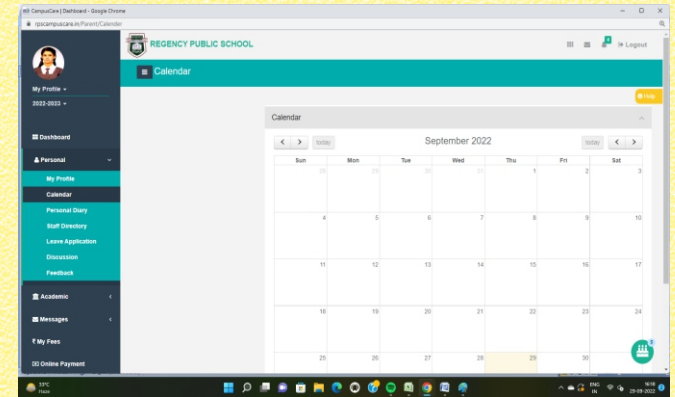 CampusCare | Dashboard - Google Chrome
rpscampuscare.in/Parent/Calender
REGENCY PUBLIC SCHOOL
Logout
Calendar
Help
My Profile
2022-2023
Dashboard
Personal
My Profile
Calendar
Personal Diary
Staff Directory
Leave Application
Discussion
Feedback
Academic
Messages
₹ My Fees
Online Payment
Calendar
today September 2022 today
Sun Mon Tue Wed Thu Fri Sat
28 29 30 31 1 2 3
4 5 6 7 8 9 10
11 12 13 14 15 16 17
18 19 20 21 22 23 24
25 26 27 28 29 30
33°C
Haze
ENG
IN
16:18
29-09-2022